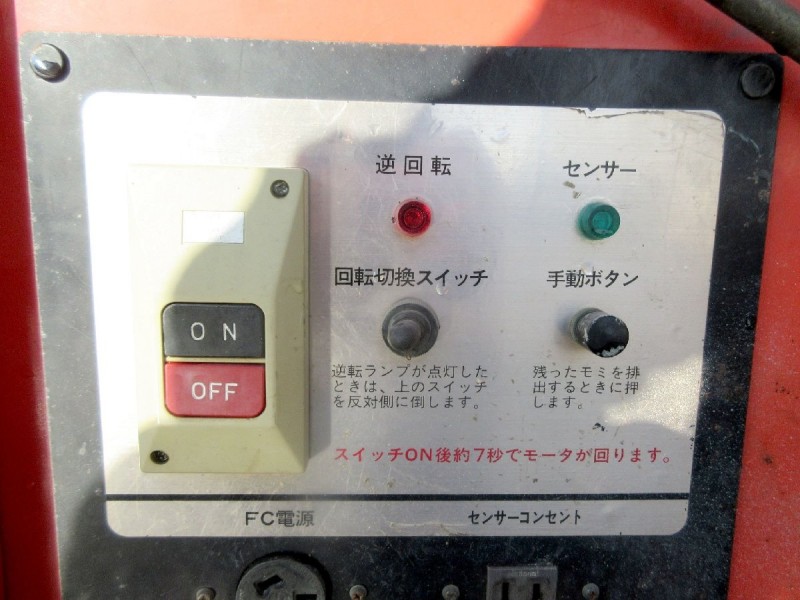 逆回転
センサー
回転切換スイッチ
手動ボタン
ON
OFF
逆転ランプが点灯した
ときは、上のスイッチ
を反対側に倒します。
残ったモミを排
出するときに押
します。
スイッチON後約7秒でモータが回ります。
FC電源
センサーコンセント